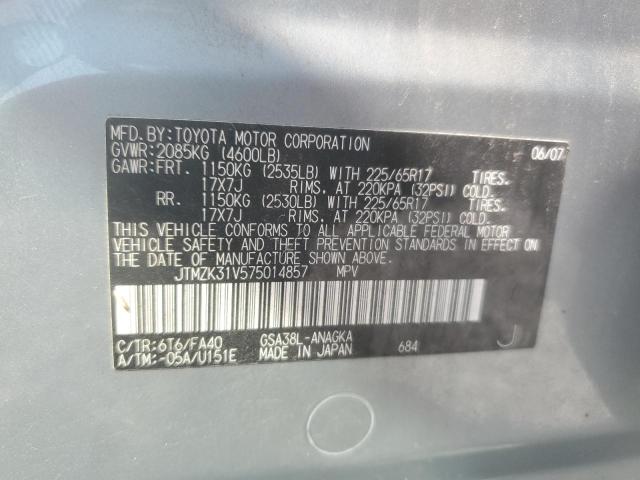 MFD. BY: TOYOTA MOTOR CORPORATION 06/07
GVWR: 2085KG (4600LB)
GAWR: FRT. 1150KG (2535LB) WITH 225/65R17 TIRES.
17X7J RIMS, AT 220KPA (32PSI) COLD.
RR. 1150KG (2530LB) WITH 225/65R17 TIRES.
17X7J RIMS, AT 220KPA (32PSI) COLD.
THIS VEHICLE CONFORMS TO ALL APPLICABLE FEDERAL MOTOR
VEHICLE SAFETY AND THEFT PREVENTION STANDARDS IN EFFECT ON
THE DATE OF MANUFACTURE SHOWN ABOVE.
JTMZK31V575014857 MPV
C/TR: 6T6/FA40 GSA38L-ANAGKA
A/TM: -05A/U151E MADE IN JAPAN 684 J